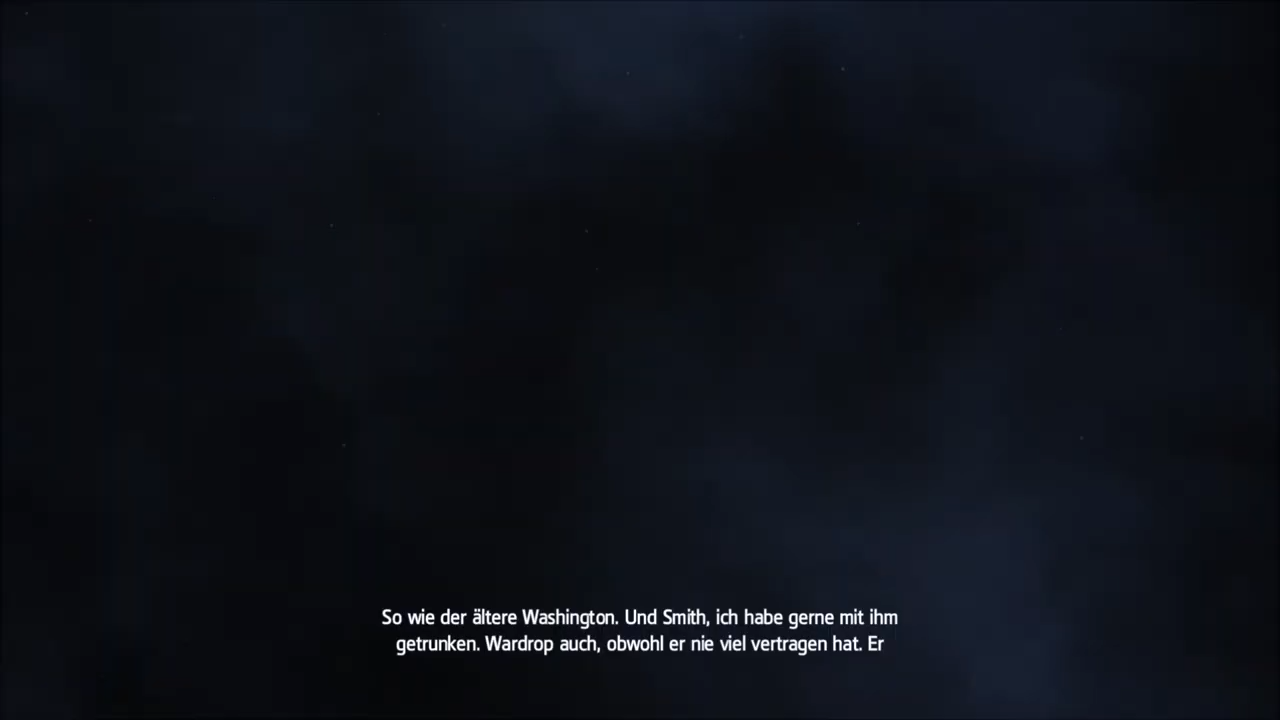 So wie der ältere Washington. Und Smith, ich habe gerne mit ihm
getrunken. Wardrop auch, obwohl er nie viel vertragen hat. Er